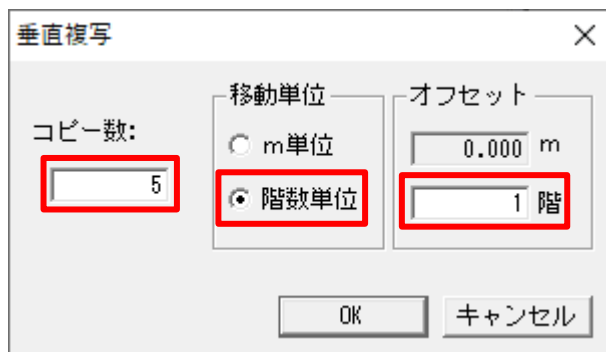 垂直複写
コピー数:
5
移動単位
m単位
階数単位
オフセット
0.000 m
1 階
OK
キャンセル